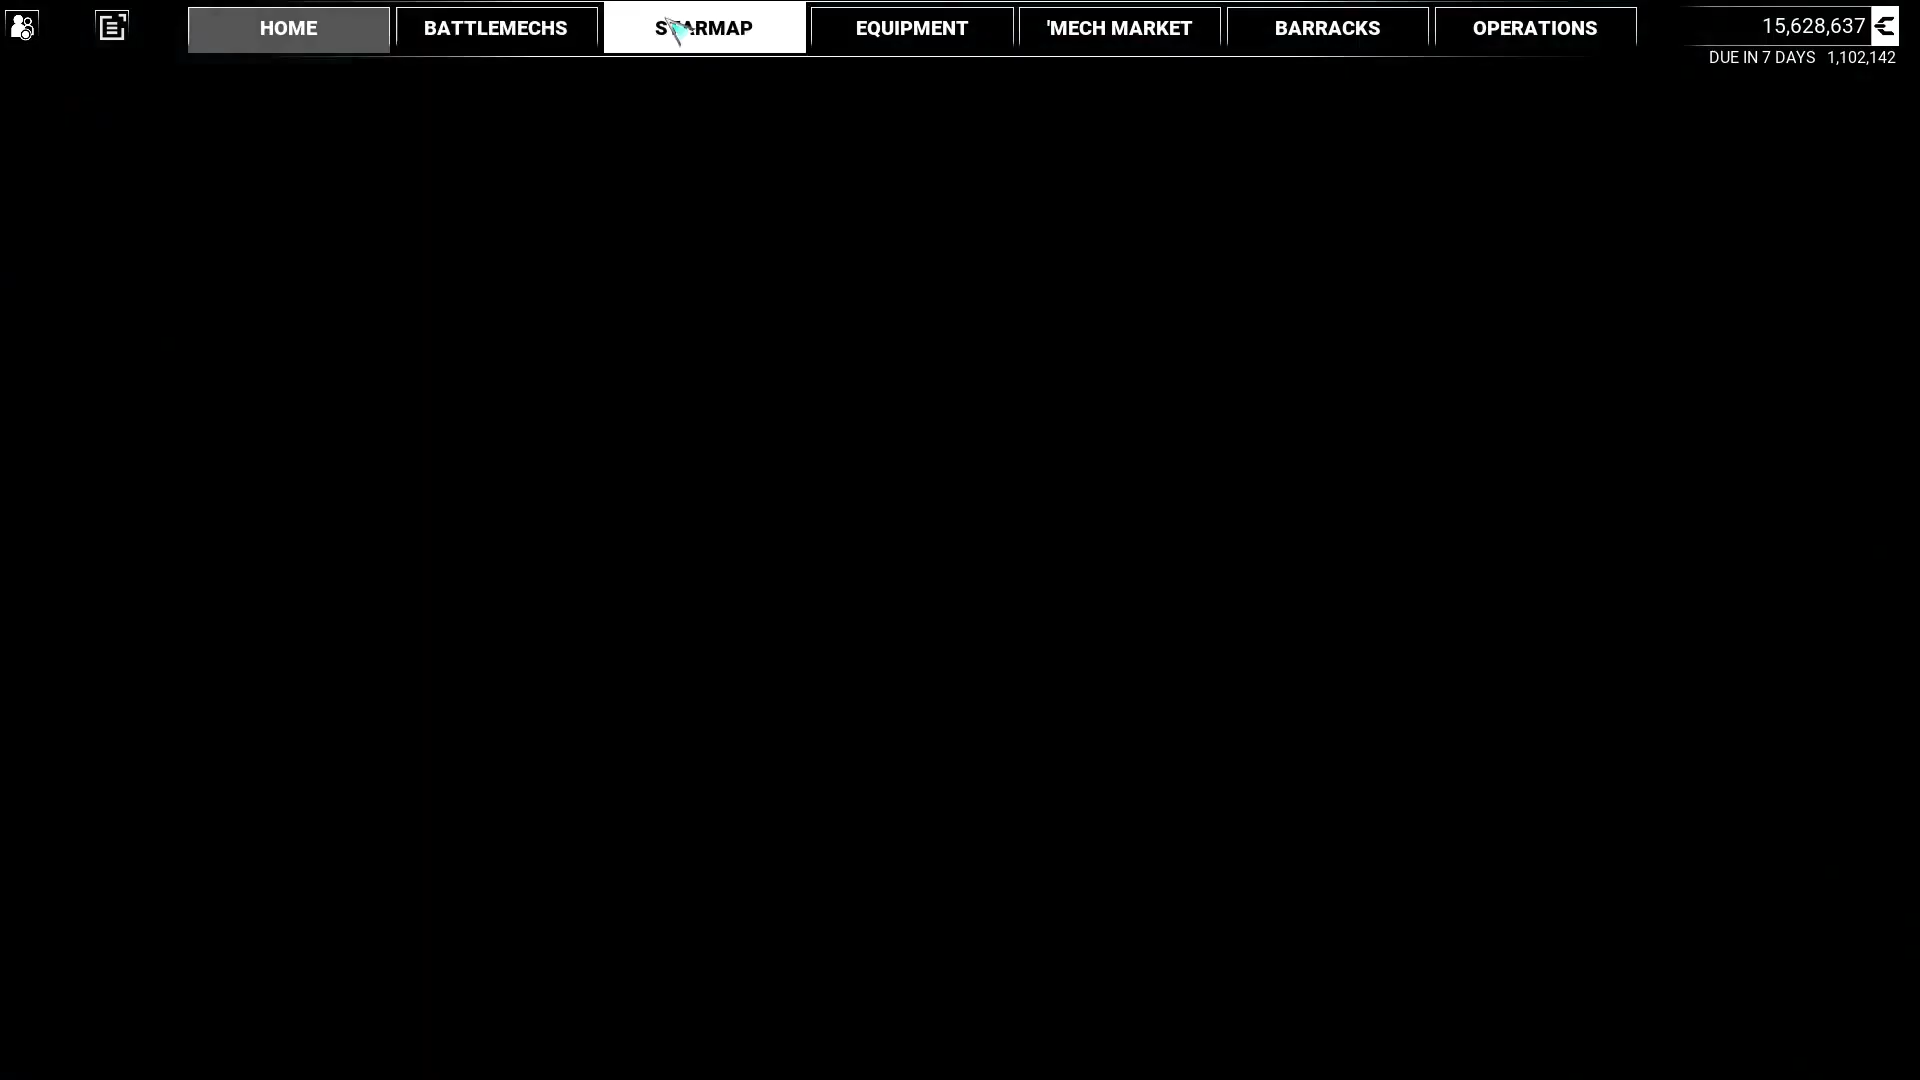 HOME
BATTLEMECHS
STARMAP
EQUIPMENT
'MECH MARKET
BARRACKS
OPERATIONS
15,628,637
DUE IN 7 DAYS 1,102,142